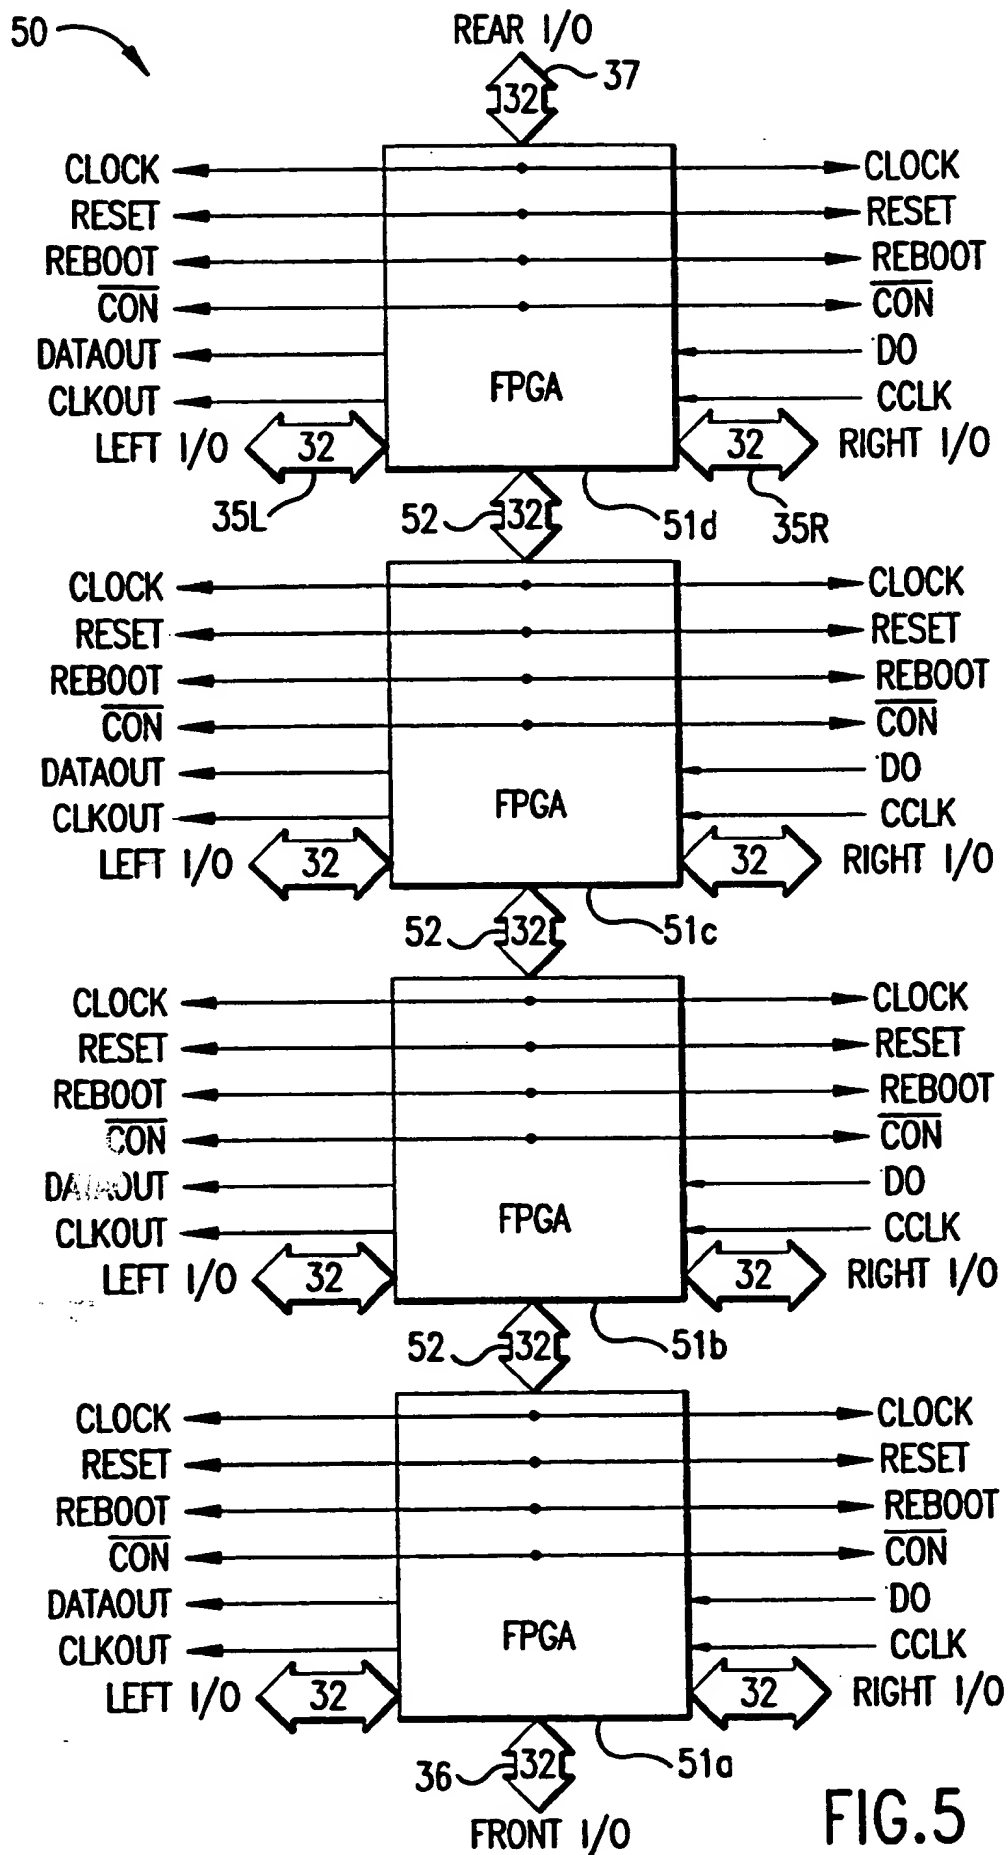 50
REAR I/O
32
37
CLOCK CLOCK
RESET RESET
REBOOT REBOOT
CON CON
DATAOUT DO
FPGA
CLKOUT CCLK
LEFT I/O 32 32 RIGHT I/O
35L 52 32 51d 35R
CLOCK CLOCK
RESET RESET
REBOOT REBOOT
CON CON
DATAOUT DO
FPGA
CLKOUT CCLK
LEFT I/O 32 32 RIGHT I/O
52 32 51c
CLOCK CLOCK
RESET RESET
REBOOT REBOOT
CON CON
DATAOUT DO
FPGA
CLKOUT CCLK
LEFT I/O 32 32 RIGHT I/O
52 32 51b
CLOCK CLOCK
RESET RESET
REBOOT REBOOT
CON CON
DATAOUT DO
FPGA
CLKOUT CCLK
LEFT I/O 32 32 RIGHT I/O
36 32 51a
FRONT I/O
FIG.5